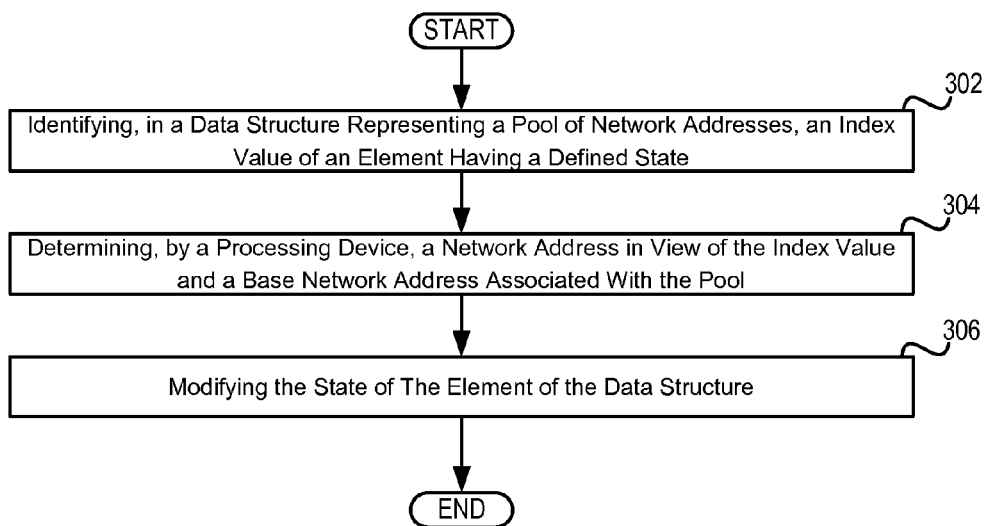 START
302
Identifying, in a Data Structure Representing a Pool of Network Addresses, an Index
Value of an Element Having a Defined State
304
Determining, by a Processing Device, a Network Address in View of the Index Value
and a Base Network Address Associated With the Pool
306
Modifying the State of The Element of the Data Structure
END